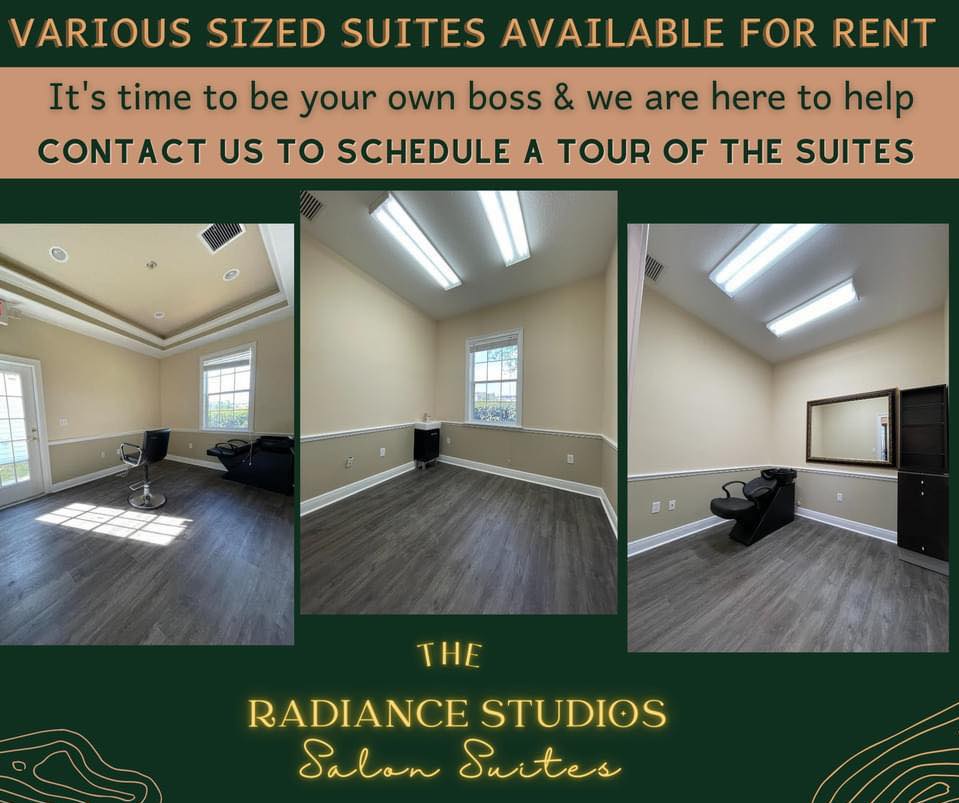 VARIOUS SIZED SUITES AVAILABLE FOR RENT
It's time to be your own boss & we are here to help
CONTACT US TO SCHEDULE A TOUR OF THE SUITES
THE
RADIANCE STUDIOS
Salon Suites